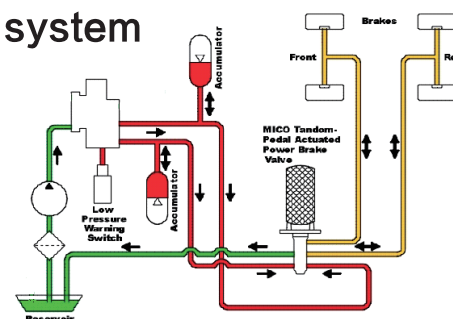 system
Accumulator
Brakes
Front
MICO Tandem-
Pedal Actuated
Power Brake
Valve
Accumulator
Low
Pressure
Warning
Switch